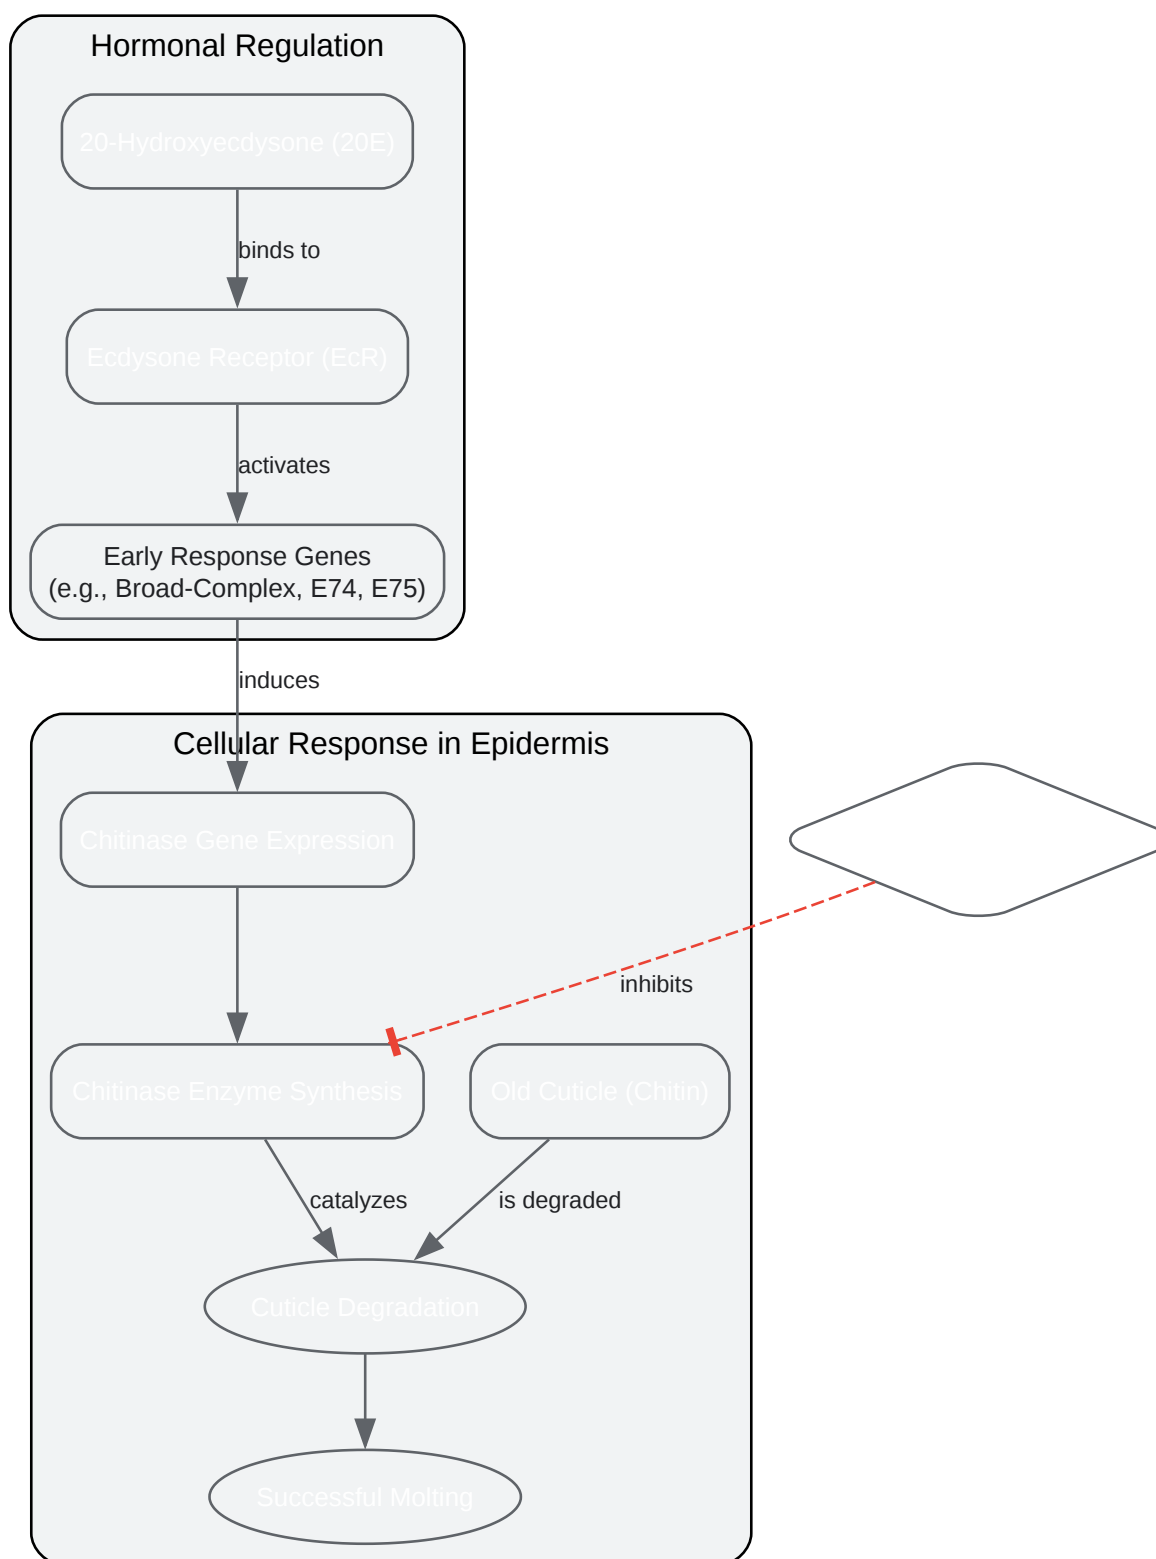 Hormonal Regulation
20-Hydroxyecdysone (20E)
binds to
Ecdysone Receptor (EcR)
activates
Early Response Genes
(e.g., Broad-Complex, E74, E75)
induces
Cellular Response in Epidermis
Chitinase Gene Expression
inhibits
Chitinase Enzyme Synthesis
Old Cuticle (Chitin)
catalyzes
is degraded
Cuticle Degradation
Successful Molting